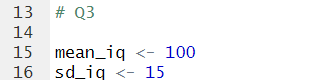 13 # Q3
14
15 mean_iq <- 100
16 sd_iq <- 15